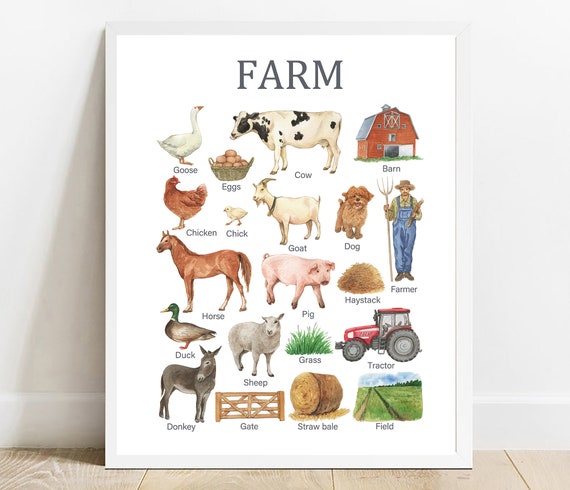 FARM
Goose
Eggs
Cow
Barn
Chicken
Chick
Goat
Dog
Farmer
Horse
Pig
Haystack
Duck
Sheep
Grass
Tractor
Donkey
Gate
Straw bale
Field